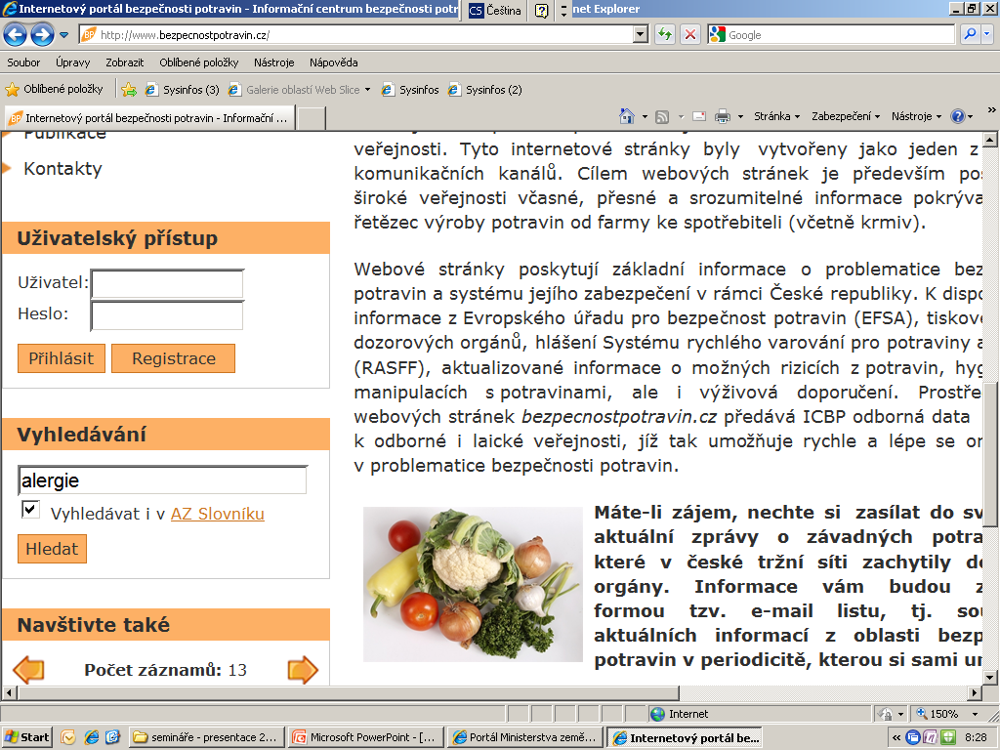 Internetový portál bezpečnosti potravin - Informační centrum bezpečnosti potr
CS Čeština
net Explorer
http://www.bezpecnostpotravin.cz/
Google
Soubor Úpravy Zobrazit Oblíbené položky Nástroje Nápověda
Oblíbené položky Sysinfos (3) Galerie oblastí Web Slice Sysinfos Sysinfos (2)
Internetový portál bezpečnosti potravin - Informační ...
Stránka Zabezpečení Nástroje »
Publikace
Kontakty
Uživatelský přístup
Uživatel:
Heslo:
Přihlásit Registrace
Vyhledávání
alergie
Vyhledávat i v AZ Slovníku
Hledat
Navštivte také
Počet záznamů: 13
veřejnosti. Tyto internetové stránky byly vytvořeny jako jeden z
komunikačních kanálů. Cílem webových stránek je především pos
široké veřejnosti včasné, přesné a srozumitelné informace pokrýva
řetězec výroby potravin od farmy ke spotřebiteli (včetně krmiv).
Webové stránky poskytují základní informace o problematice bez
potravin a systému jejího zabezpečení v rámci České republiky. K dispo
informace z Evropského úřadu pro bezpečnost potravin (EFSA), tiskové
dozorových orgánů, hlášení Systému rychlého varování pro potraviny a
(RASFF), aktualizované informace o možných rizicích z potravin, hyg
manipulacích s potravinami, ale i výživová doporučení. Prostře
webových stránek bezpecnostpotravin.cz předává ICBP odborná data
k odborné i laické veřejnosti, jíž tak umožňuje rychle a lépe se or
v problematice bezpečnosti potravin.
Máte-li zájem, nechte si zasílat do sv
aktuální zprávy o závadných potra
které v české tržní síti zachytily do
orgány. Informace vám budou z
formou tzv. e-mail listu, tj. sou
aktuálních informací z oblasti bezp
potravin v periodicitě, kterou si sami ur
Internet
150%
Start seminäře - presentace 2... Microsoft PowerPoint - [... Portál Ministerstva země... Internetový portál be... « 8:28